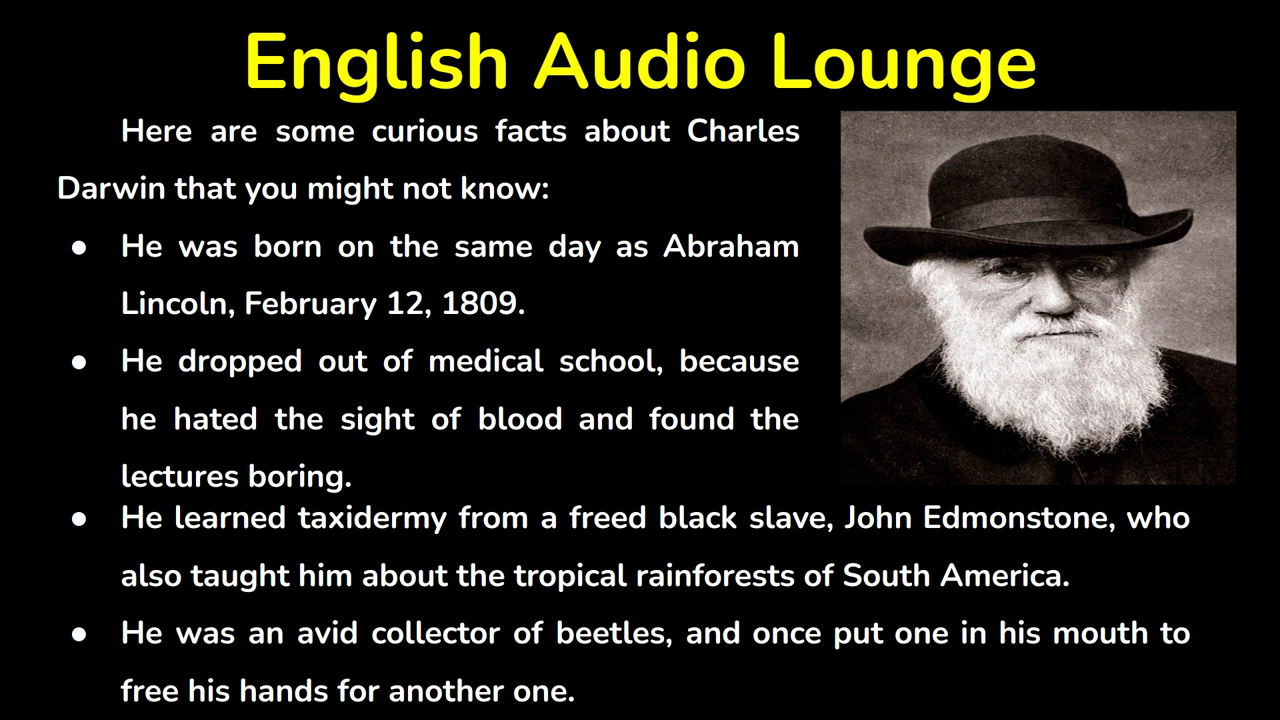 English Audio Lounge
Here are some curious facts about Charles
Darwin that you might not know:
● He was born on the same day as Abraham
Lincoln, February 12, 1809.
● He dropped out of medical school, because
he hated the sight of blood and found the
lectures boring.
● He learned taxidermy from a freed black slave, John Edmonstone, who
also taught him about the tropical rainforests of South America.
● He was an avid collector of beetles, and once put one in his mouth to
free his hands for another one.